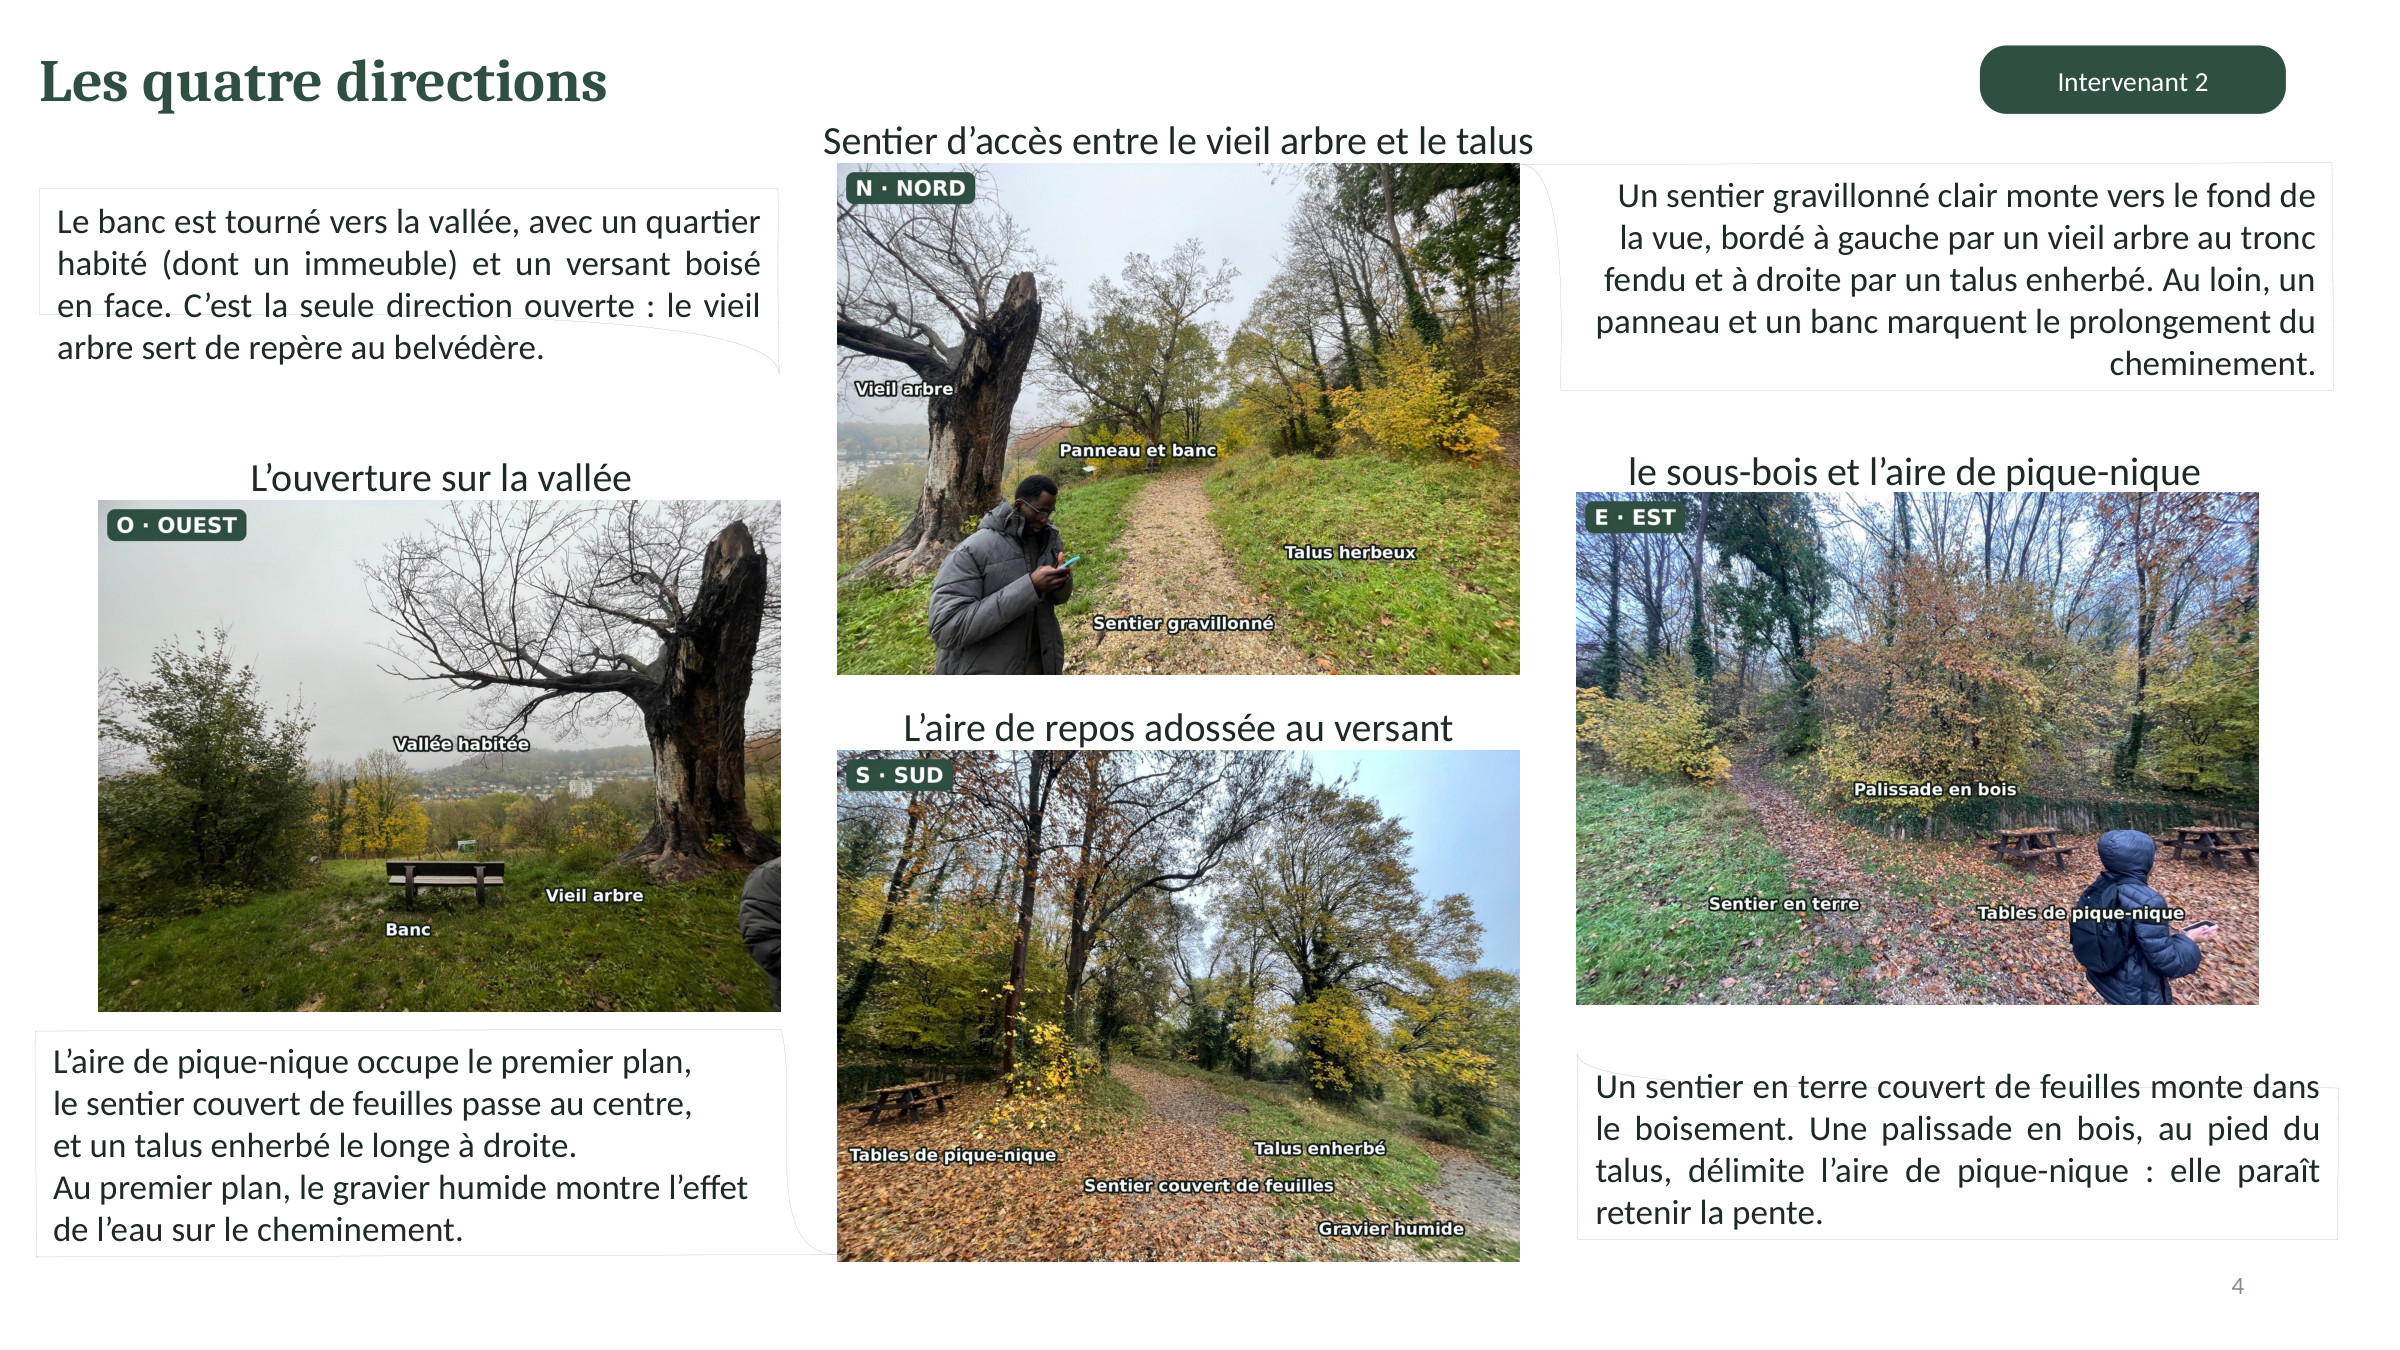 Les quatre directions
Intervenant 2
Sentier d’accès entre le vieil arbre et le talus
Le banc est tourné vers la vallée, avec un quartier
habité (dont un immeuble) et un versant boisé
en face. C’est la seule direction ouverte : le vieil
arbre sert de repère au belvédère.
N · NORD
Vieil arbre
Panneau et banc
Talus herbeux
Sentier gravillonné
Un sentier gravillonné clair monte vers le fond de
la vue, bordé à gauche par un vieil arbre au tronc
fendu et à droite par un talus enherbé. Au loin, un
panneau et un banc marquent le prolongement du
cheminement.
L’ouverture sur la vallée
O · OUEST
Vallée habitée
Vieil arbre
Banc
le sous-bois et l’aire de pique-nique
E · EST
Palissade en bois
Sentier en terre
Tables de pique-nique
L’aire de repos adossée au versant
S · SUD
Tables de pique-nique
Talus enherbé
Sentier couvert de feuilles
Gravier humide
L’aire de pique-nique occupe le premier plan,
le sentier couvert de feuilles passe au centre,
et un talus enherbé le longe à droite.
Au premier plan, le gravier humide montre l’effet
de l’eau sur le cheminement.
Un sentier en terre couvert de feuilles monte dans
le boisement. Une palissade en bois, au pied du
talus, délimite l’aire de pique-nique : elle paraît
retenir la pente.
4